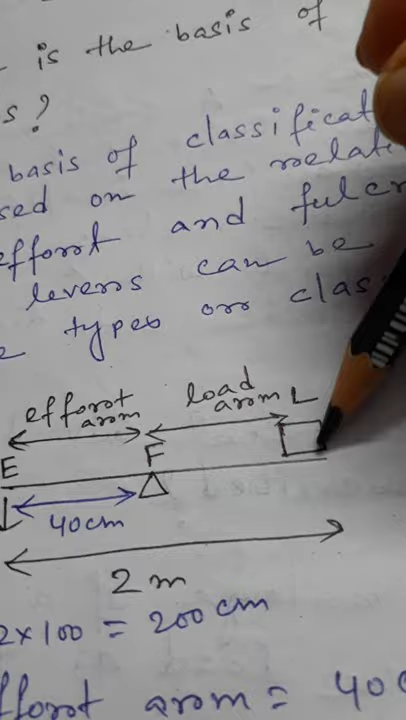 is the basis of
s?
basis of classificat
sed on the relat
effort and fulcr
levers can be
types or clas
effort arm
load arm L
E
F
40cm
2m
2×100 = 200 cm
ffort arm = 40c